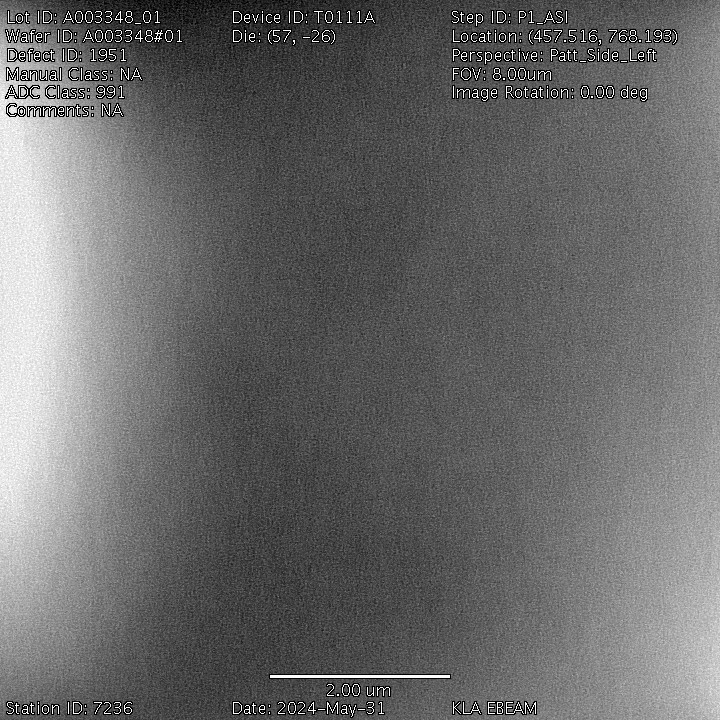 Lot ID: A003348_01
Wafer ID: A003348#01
Defect ID: 1951
Manual Class: NA
ADC Class: 991
Comments: NA
Device ID: T0111A
Die: (57, -26)
Step ID: P1_ASI
Location: (457.516, 768.193)
Perspective: Patt_Side_Left
FOV: 8.00um
Image Rotation: 0.00 deg
2.00 um
Station ID: 7236
Date: 2024-May-31
KLA EBEAM